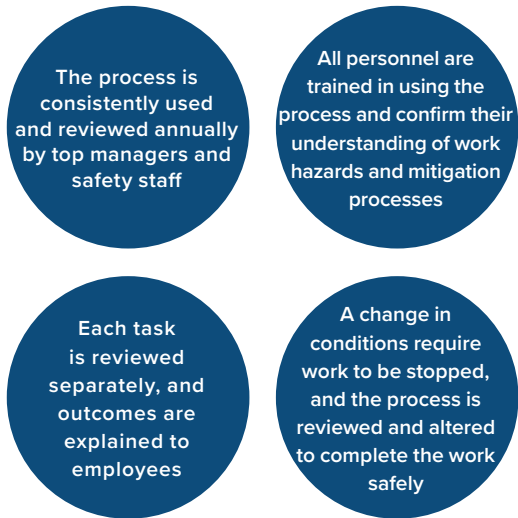 The process is
consistently used
and reviewed annually
by top managers and
safety staff
All personnel are
trained in using the
process and confirm their
understanding of work
hazards and mitigation
processes
Each task
is reviewed
separately, and
outcomes are
explained to
employees
A change in
conditions require
work to be stopped,
and the process is
reviewed and altered
to complete the work
safely